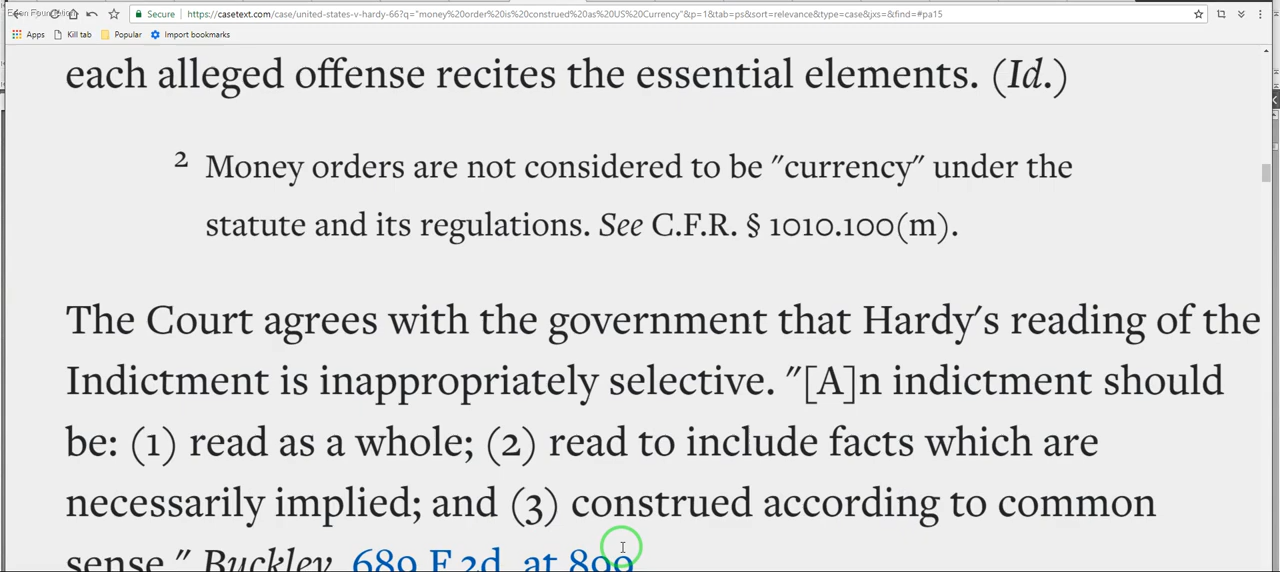 Secure https://casetext.com/case/united-states-v-hardy-66?q="money%20order%20is%20construed%20as%20US%20Currency"&p=1&tab=ps&sort=relevance&type=case&jxs=&find=#pa15
Apps Kill tab Popular Import bookmarks
each alleged offense recites the essential elements. (Id.)
2 Money orders are not considered to be "currency" under the
statute and its regulations. See C.F.R. § 1010.100(m).
The Court agrees with the government that Hardy's reading of the
Indictment is inappropriately selective. "[A]n indictment should
be: (1) read as a whole; (2) read to include facts which are
necessarily implied; and (3) construed according to common
sense." Buckley, 689 F.2d, at 899